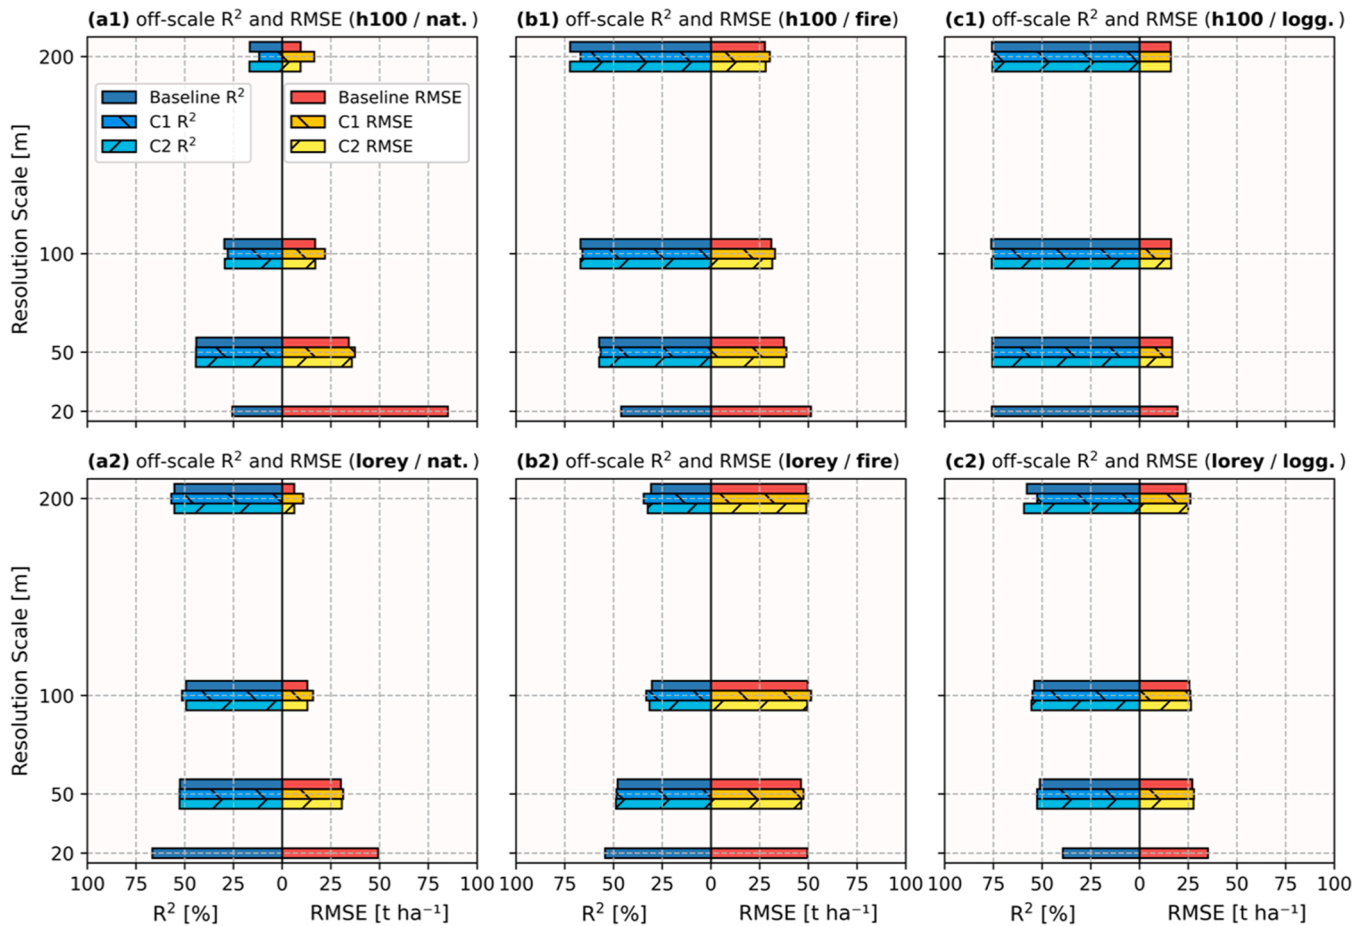 (a1) off-scale R² and RMSE (h100 / nat. )
(b1) off-scale R² and RMSE (h100 / fire)
(c1) off-scale R² and RMSE (h100 / logg. )
Resolution Scale [m]
200
100
50
20
Baseline R²
C1 R²
C2 R²
Baseline RMSE
C1 RMSE
C2 RMSE
(a2) off-scale R² and RMSE (lorey / nat. )
(b2) off-scale R² and RMSE (lorey / fire)
(c2) off-scale R² and RMSE (lorey / logg. )
Resolution Scale [m]
200
100
50
20
100 75 50 25 0 25 50 75 100
100 75 50 25 0 25 50 75 100
100 75 50 25 0 25 50 75 100
R² [%] RMSE [t ha⁻¹]
R² [%] RMSE [t ha⁻¹]
R² [%] RMSE [t ha⁻¹]